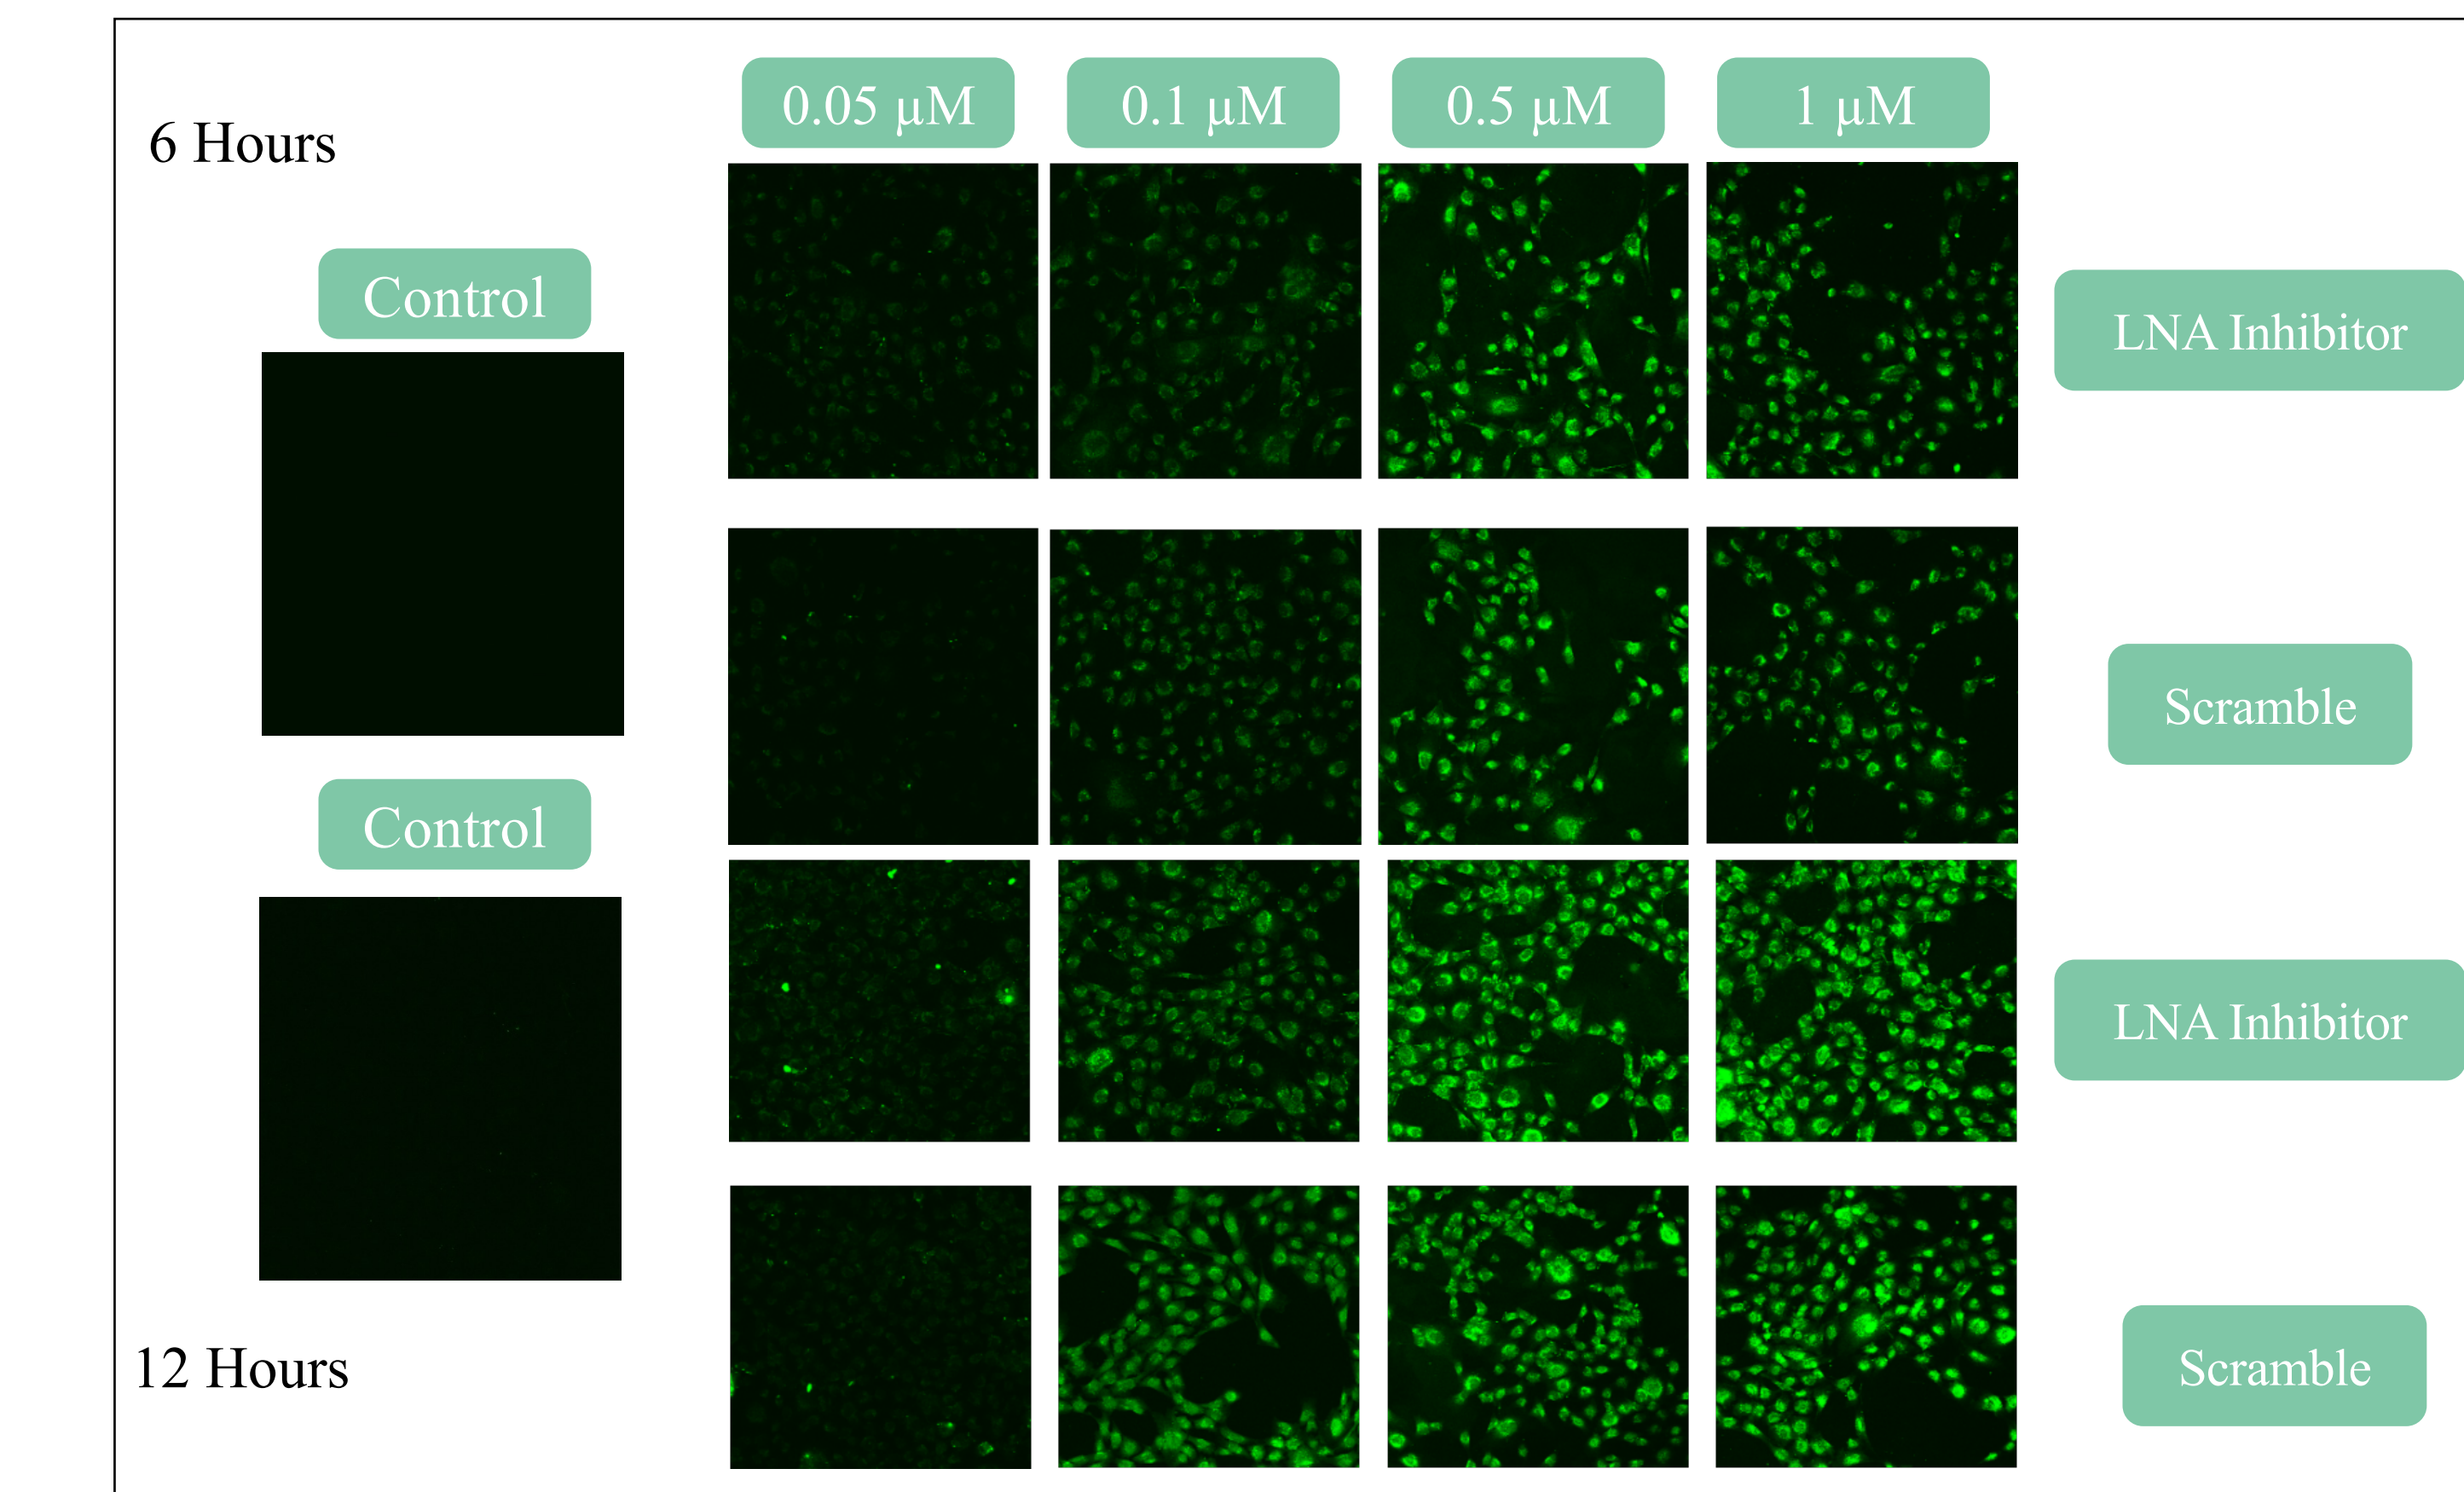 6 Hours
0.05 μM
0.1 μM
0.5 μM
1 μM
Control
LNA Inhibitor
Scramble
Control
LNA Inhibitor
12 Hours
Scramble